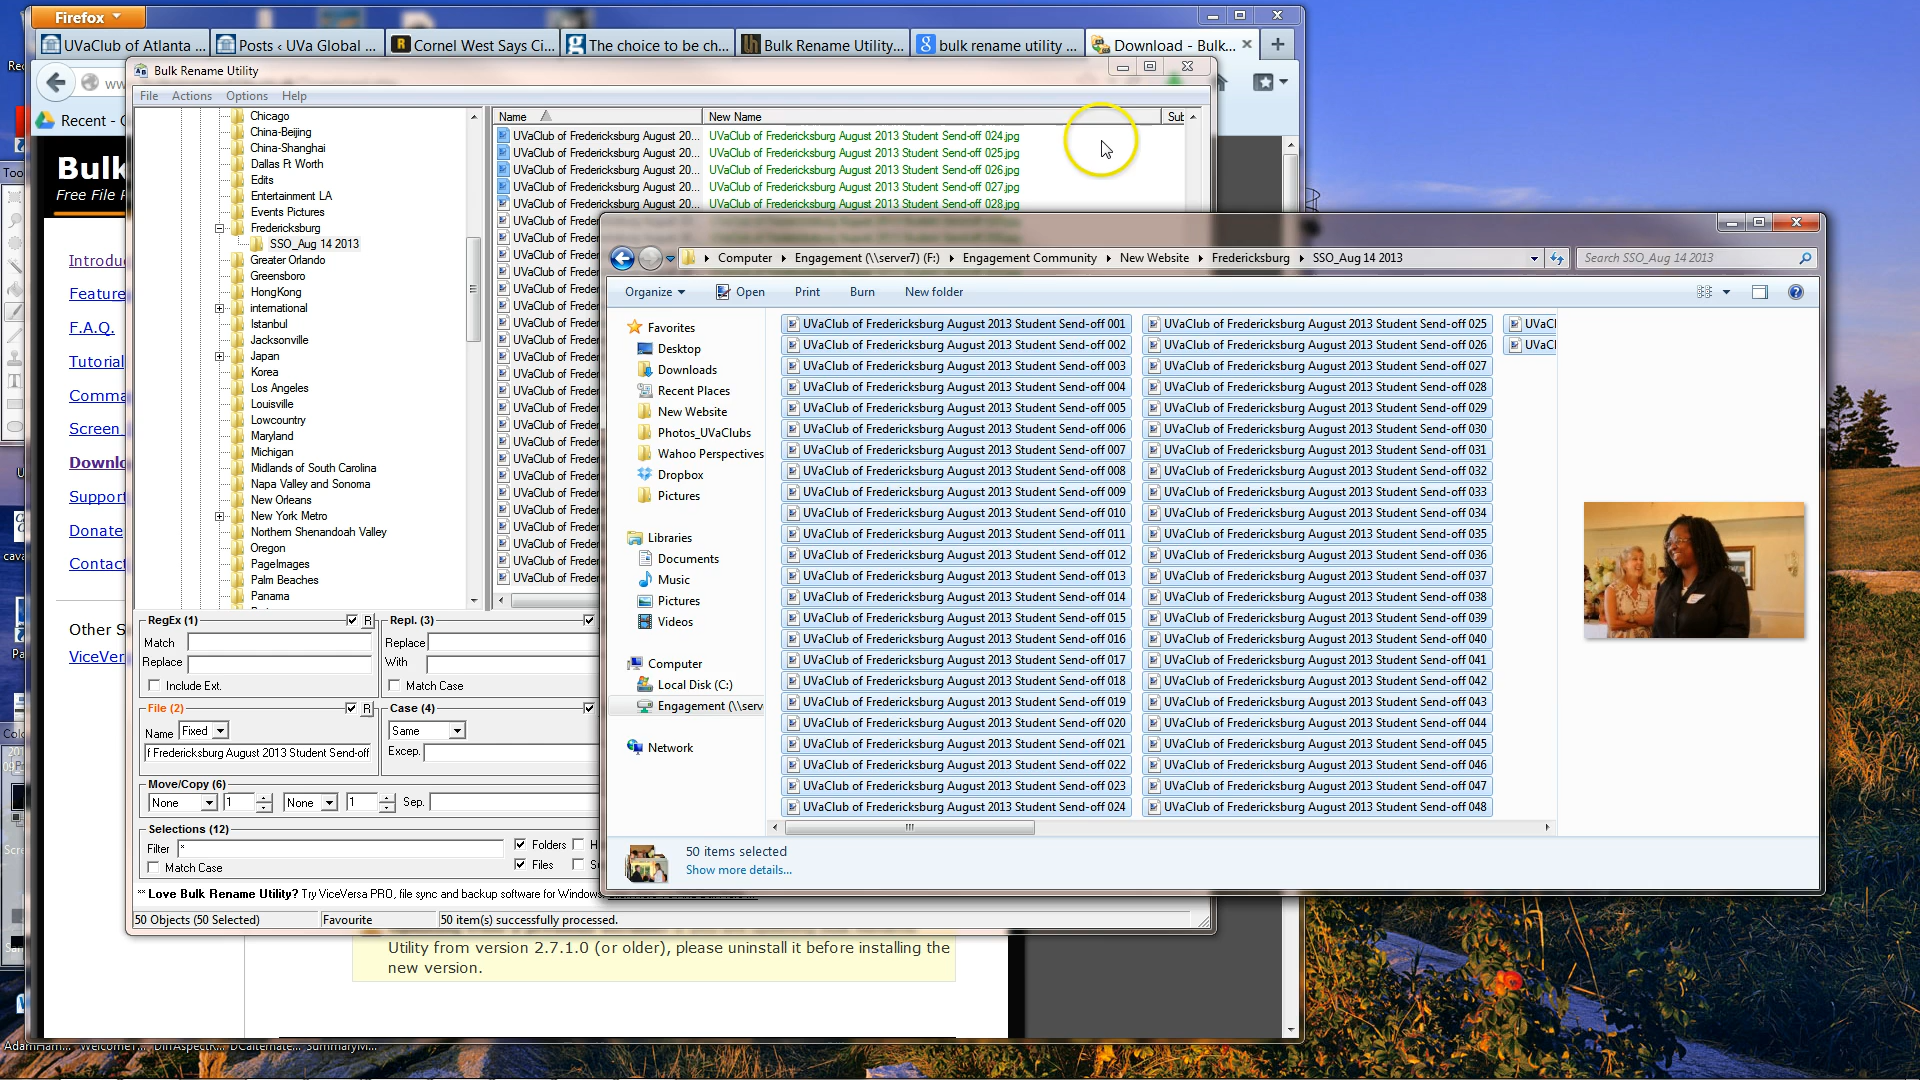 Firefox
UVaClub of Atlanta ...
Posts ‹ UVa Global ...
Cornel West Says Ci...
The choice to be ch...
Bulk Rename Utility...
bulk rename utility ...
Download - Bulk...
Bulk Rename Utility
File Actions Options Help
Recent -
Bulk
Free File
Introdu
Feature
F.A.Q.
Tutorial
Comma
Screen
Downlo
Support
Donate
Contact
Other S
ViceVer
Chicago
China-Beijing
China-Shanghai
Dallas Ft Worth
Edits
Entertainment LA
Events Pictures
Fredericksburg
SSO_Aug 14 2013
Greater Orlando
Greensboro
HongKong
international
Istanbul
Jacksonville
Japan
Korea
Los Angeles
Louisville
Lowcountry
Maryland
Michigan
Midlands of South Carolina
Napa Valley and Sonoma
New Orleans
New York Metro
Northern Shenandoah Valley
Oregon
PageImages
Palm Beaches
Panama
Name New Name Sub
UVaClub of Fredericksburg August 20... UVaClub of Fredericksburg August 2013 Student Send-off 024.jpg
UVaClub of Fredericksburg August 20... UVaClub of Fredericksburg August 2013 Student Send-off 025.jpg
UVaClub of Fredericksburg August 20... UVaClub of Fredericksburg August 2013 Student Send-off 026.jpg
UVaClub of Fredericksburg August 20... UVaClub of Fredericksburg August 2013 Student Send-off 027.jpg
UVaClub of Fredericksburg August 20... UVaClub of Fredericksburg August 2013 Student Send-off 028.jpg
RegEx (1) R
Match
Replace
Include Ext.
Repl. (3)
Replace
With
Match Case
File (2) R
Name Fixed
f Fredericksburg August 2013 Student Send-off
Case (4)
Same
Excep.
Move/Copy (6)
None 1 None 1 Sep.
Selections (12)
Filter *
Folders
Match Case
Files
** Love Bulk Rename Utility? Try ViceVersa PRO, file sync and backup software for Windows.
50 Objects (50 Selected) Favourite 50 item(s) successfully processed.
Utility from version 2.7.1.0 (or older), please uninstall it before installing the
new version.
Computer Engagement (\\server7) (F:) Engagement Community New Website Fredericksburg SSO_Aug 14 2013
Search SSO_Aug 14 2013
Organize Open Print Burn New folder
Favorites
Desktop
Downloads
Recent Places
New Website
Photos_UVaClubs
Wahoo Perspectives
Dropbox
Pictures
Libraries
Documents
Music
Pictures
Videos
Computer
Local Disk (C:)
Engagement (\\serv
Network
UVaClub of Fredericksburg August 2013 Student Send-off 001
UVaClub of Fredericksburg August 2013 Student Send-off 002
UVaClub of Fredericksburg August 2013 Student Send-off 003
UVaClub of Fredericksburg August 2013 Student Send-off 004
UVaClub of Fredericksburg August 2013 Student Send-off 005
UVaClub of Fredericksburg August 2013 Student Send-off 006
UVaClub of Fredericksburg August 2013 Student Send-off 007
UVaClub of Fredericksburg August 2013 Student Send-off 008
UVaClub of Fredericksburg August 2013 Student Send-off 009
UVaClub of Fredericksburg August 2013 Student Send-off 010
UVaClub of Fredericksburg August 2013 Student Send-off 011
UVaClub of Fredericksburg August 2013 Student Send-off 012
UVaClub of Fredericksburg August 2013 Student Send-off 013
UVaClub of Fredericksburg August 2013 Student Send-off 014
UVaClub of Fredericksburg August 2013 Student Send-off 015
UVaClub of Fredericksburg August 2013 Student Send-off 016
UVaClub of Fredericksburg August 2013 Student Send-off 017
UVaClub of Fredericksburg August 2013 Student Send-off 018
UVaClub of Fredericksburg August 2013 Student Send-off 019
UVaClub of Fredericksburg August 2013 Student Send-off 020
UVaClub of Fredericksburg August 2013 Student Send-off 021
UVaClub of Fredericksburg August 2013 Student Send-off 022
UVaClub of Fredericksburg August 2013 Student Send-off 023
UVaClub of Fredericksburg August 2013 Student Send-off 024
UVaClub of Fredericksburg August 2013 Student Send-off 025
UVaClub of Fredericksburg August 2013 Student Send-off 026
UVaClub of Fredericksburg August 2013 Student Send-off 027
UVaClub of Fredericksburg August 2013 Student Send-off 028
UVaClub of Fredericksburg August 2013 Student Send-off 029
UVaClub of Fredericksburg August 2013 Student Send-off 030
UVaClub of Fredericksburg August 2013 Student Send-off 031
UVaClub of Fredericksburg August 2013 Student Send-off 032
UVaClub of Fredericksburg August 2013 Student Send-off 033
UVaClub of Fredericksburg August 2013 Student Send-off 034
UVaClub of Fredericksburg August 2013 Student Send-off 035
UVaClub of Fredericksburg August 2013 Student Send-off 036
UVaClub of Fredericksburg August 2013 Student Send-off 037
UVaClub of Fredericksburg August 2013 Student Send-off 038
UVaClub of Fredericksburg August 2013 Student Send-off 039
UVaClub of Fredericksburg August 2013 Student Send-off 040
UVaClub of Fredericksburg August 2013 Student Send-off 041
UVaClub of Fredericksburg August 2013 Student Send-off 042
UVaClub of Fredericksburg August 2013 Student Send-off 043
UVaClub of Fredericksburg August 2013 Student Send-off 044
UVaClub of Fredericksburg August 2013 Student Send-off 045
UVaClub of Fredericksburg August 2013 Student Send-off 046
UVaClub of Fredericksburg August 2013 Student Send-off 047
UVaClub of Fredericksburg August 2013 Student Send-off 048
UVaCl
UVaCl
50 items selected
Show more details...